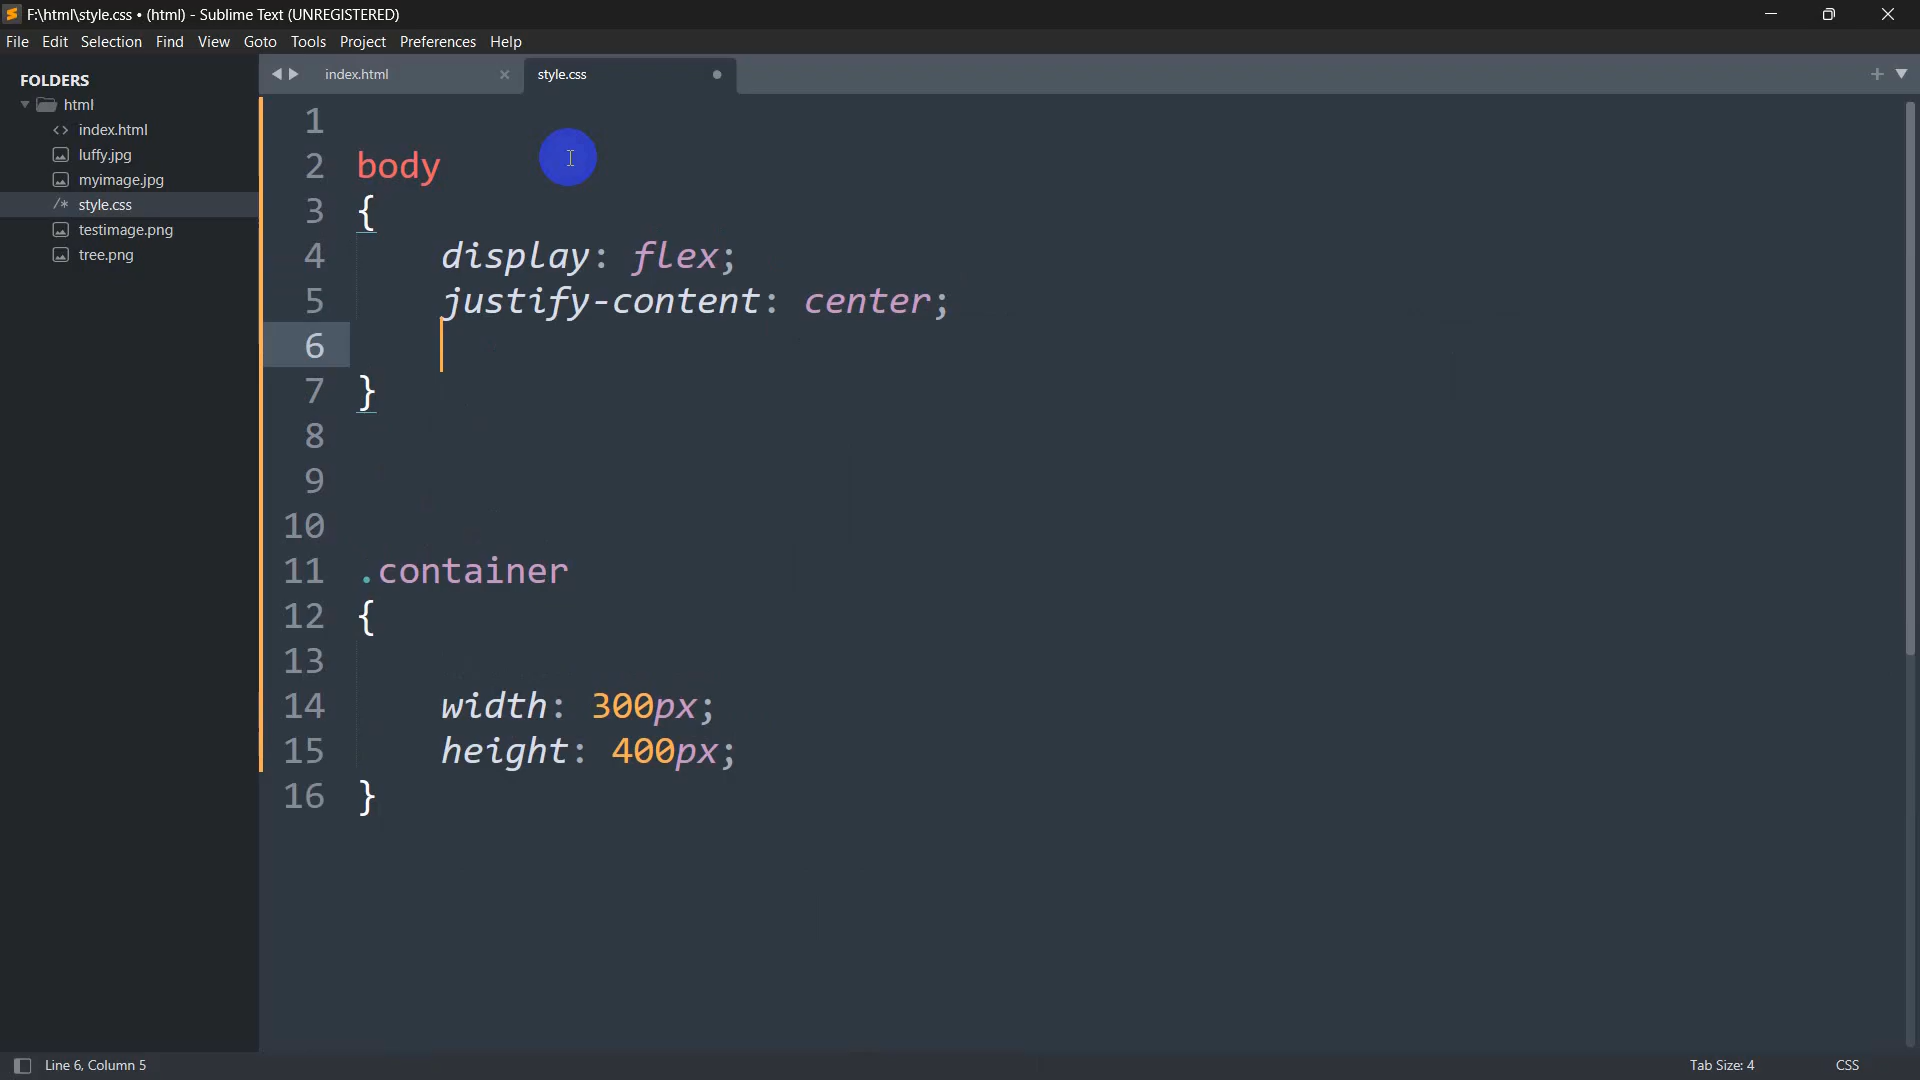 F:\html\style.css • (html) - Sublime Text (UNREGISTERED)
File Edit Selection Find View Goto Tools Project Preferences Help
FOLDERS
html
<> index.html
luffy.jpg
myimage.jpg
/* style.css
testimage.png
tree.png
index.html
style.css
1
2 body
3 {
4 display: flex;
5 justify-content: center;
6
7 }
8
9
10
11 .container
12 {
13
14 width: 300px;
15 height: 400px;
16 }
Line 6, Column 5
Tab Size: 4
CSS